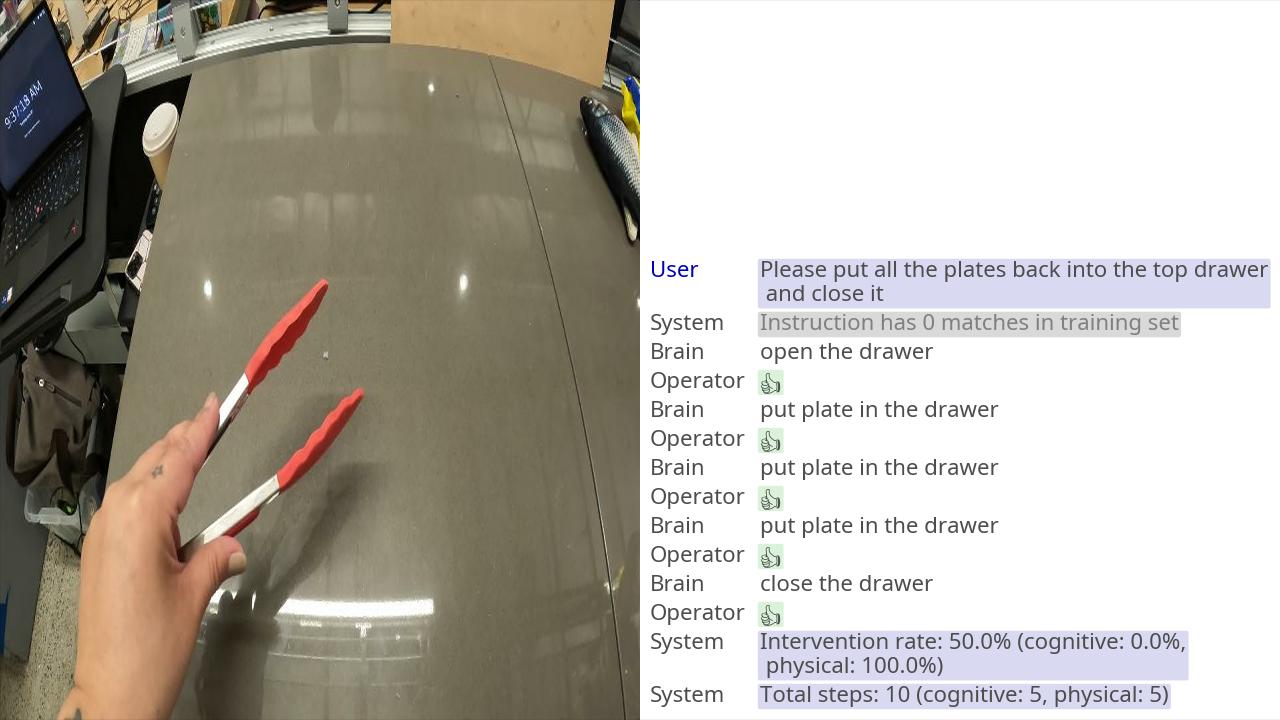 9:37:18 AM
User Please put all the plates back into the top drawer
and close it
System Instruction has 0 matches in training set
Brain open the drawer
Operator 👍
Brain put plate in the drawer
Operator 👍
Brain put plate in the drawer
Operator 👍
Brain put plate in the drawer
Operator 👍
Brain close the drawer
Operator 👍
System Intervention rate: 50.0% (cognitive: 0.0%,
physical: 100.0%)
System Total steps: 10 (cognitive: 5, physical: 5)